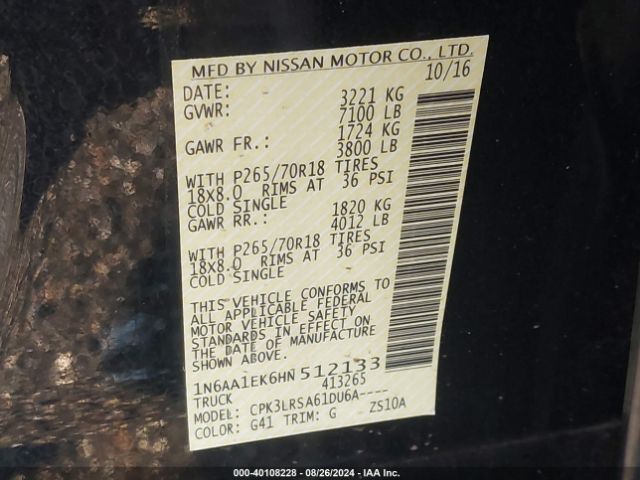 MFD BY NISSAN MOTOR CO., LTD.
DATE: 10/16
GVWR: 3221 KG
7100 LB
GAWR FR.: 1724 KG
3800 LB
WITH P265/70R18 TIRES
18X8.0 RIMS AT 36 PSI
COLD SINGLE
GAWR RR.: 1820 KG
4012 LB
WITH P265/70R18 TIRES
18X8.0 RIMS AT 36 PSI
COLD SINGLE
THIS VEHICLE CONFORMS TO
ALL APPLICABLE FEDERAL
MOTOR VEHICLE SAFETY
STANDARDS IN EFFECT ON
THE DATE OF MANUFACTURE
SHOWN ABOVE.
1N6AA1EK6HN512133
TRUCK 413265
MODEL: CPK3LRSA61DU6A----
COLOR: G41 TRIM: G ZS10A
000-40108228 - 08/26/2024 - IAA Inc.